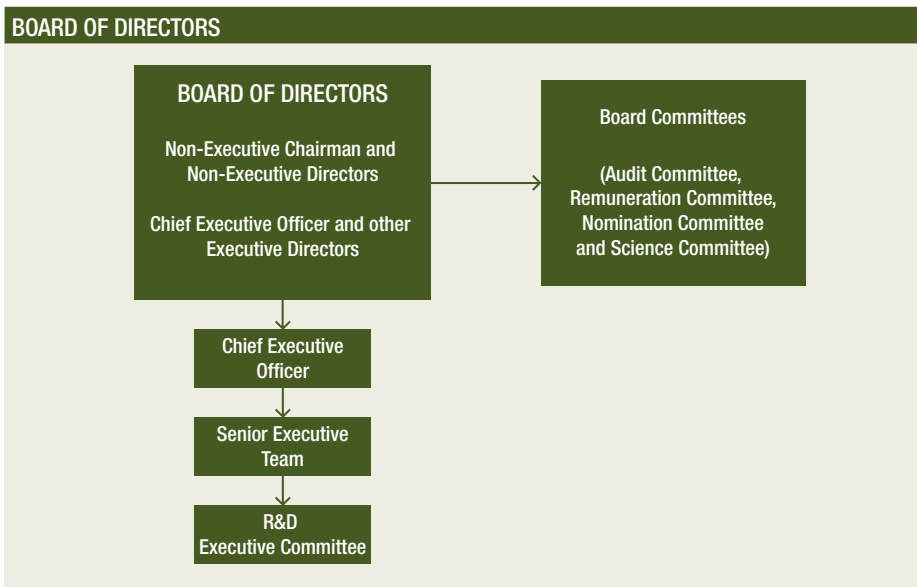 BOARD OF DIRECTORS
BOARD OF DIRECTORS
Non-Executive Chairman and
Non-Executive Directors
Chief Executive Officer and other
Executive Directors
Board Committees
(Audit Committee,
Remuneration Committee,
Nomination Committee
and Science Committee)
Chief Executive
Officer
Senior Executive
Team
R&D
Executive Committee